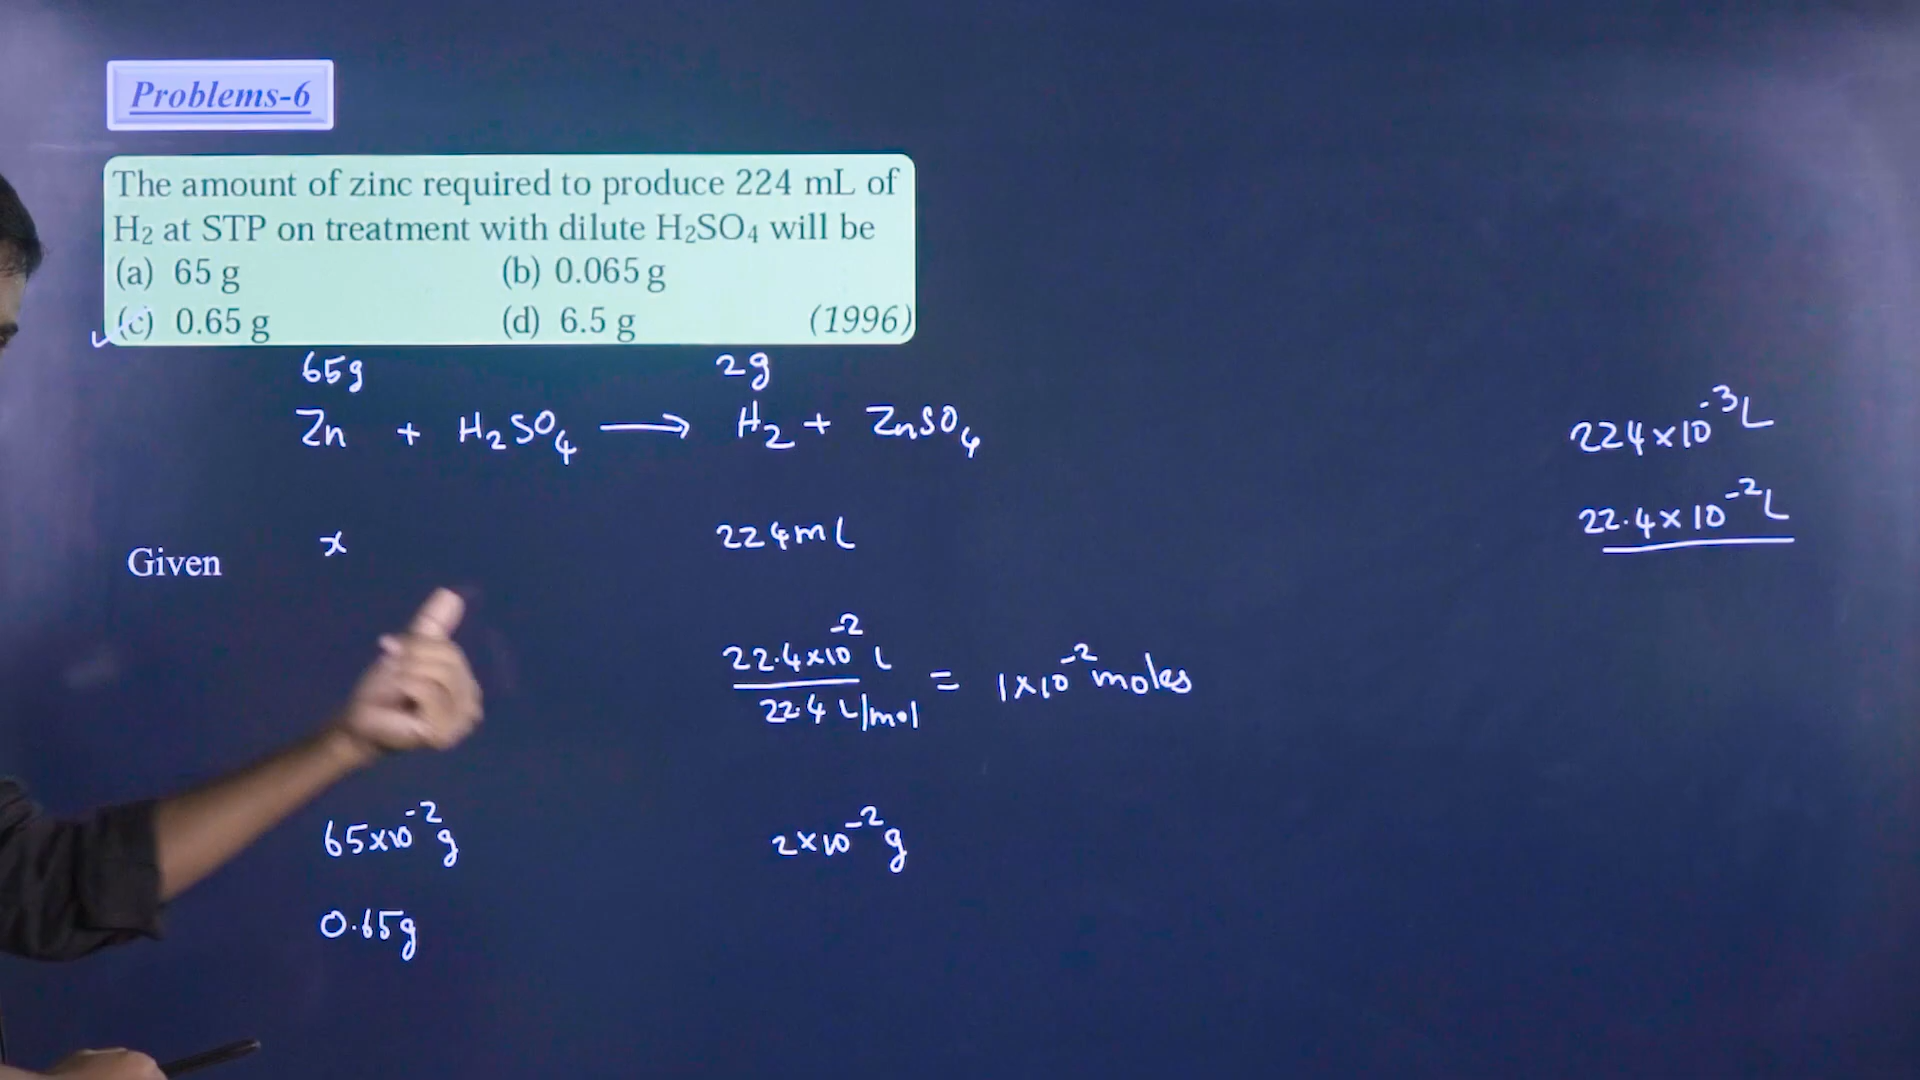 Problems-6
The amount of zinc required to produce 224 mL of
H₂ at STP on treatment with dilute H₂SO₄ will be
(a) 65 g (b) 0.065 g
(c) 0.65 g (d) 6.5 g (1996)
65g 2g
Zn + H₂SO₄ ⟶ H₂ + ZnSO₄
224×10⁻³L
22.4×10⁻²L
Given x 224mL
22.4×10⁻² L
22.4 L/mol
= 1×10⁻² moles
65×10⁻² g 2×10⁻² g
0.65g